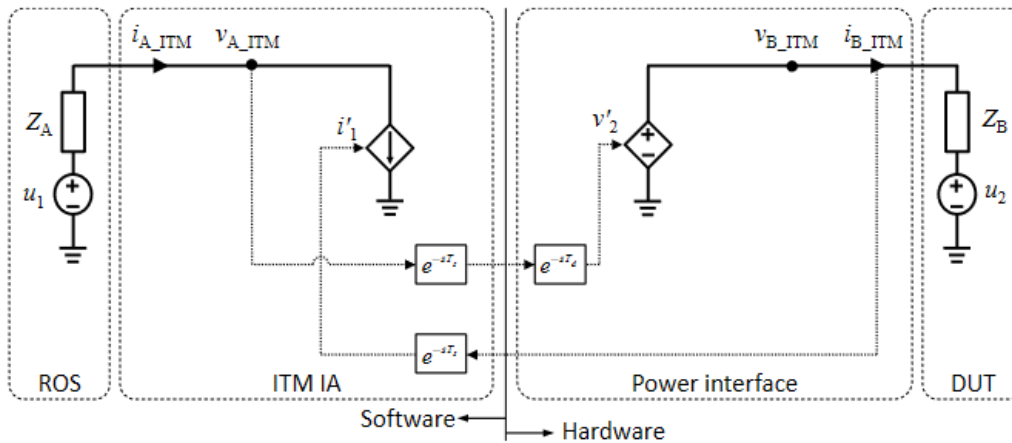 i_A_ITM v_A_ITM v_B_ITM i_B_ITM
Z_A i'_1 v'_2 Z_B
u_1 u_2
e^{-sT_s} e^{-sT_d}
e^{-sT_s}
ROS ITM IA Power interface DUT
Software
Hardware